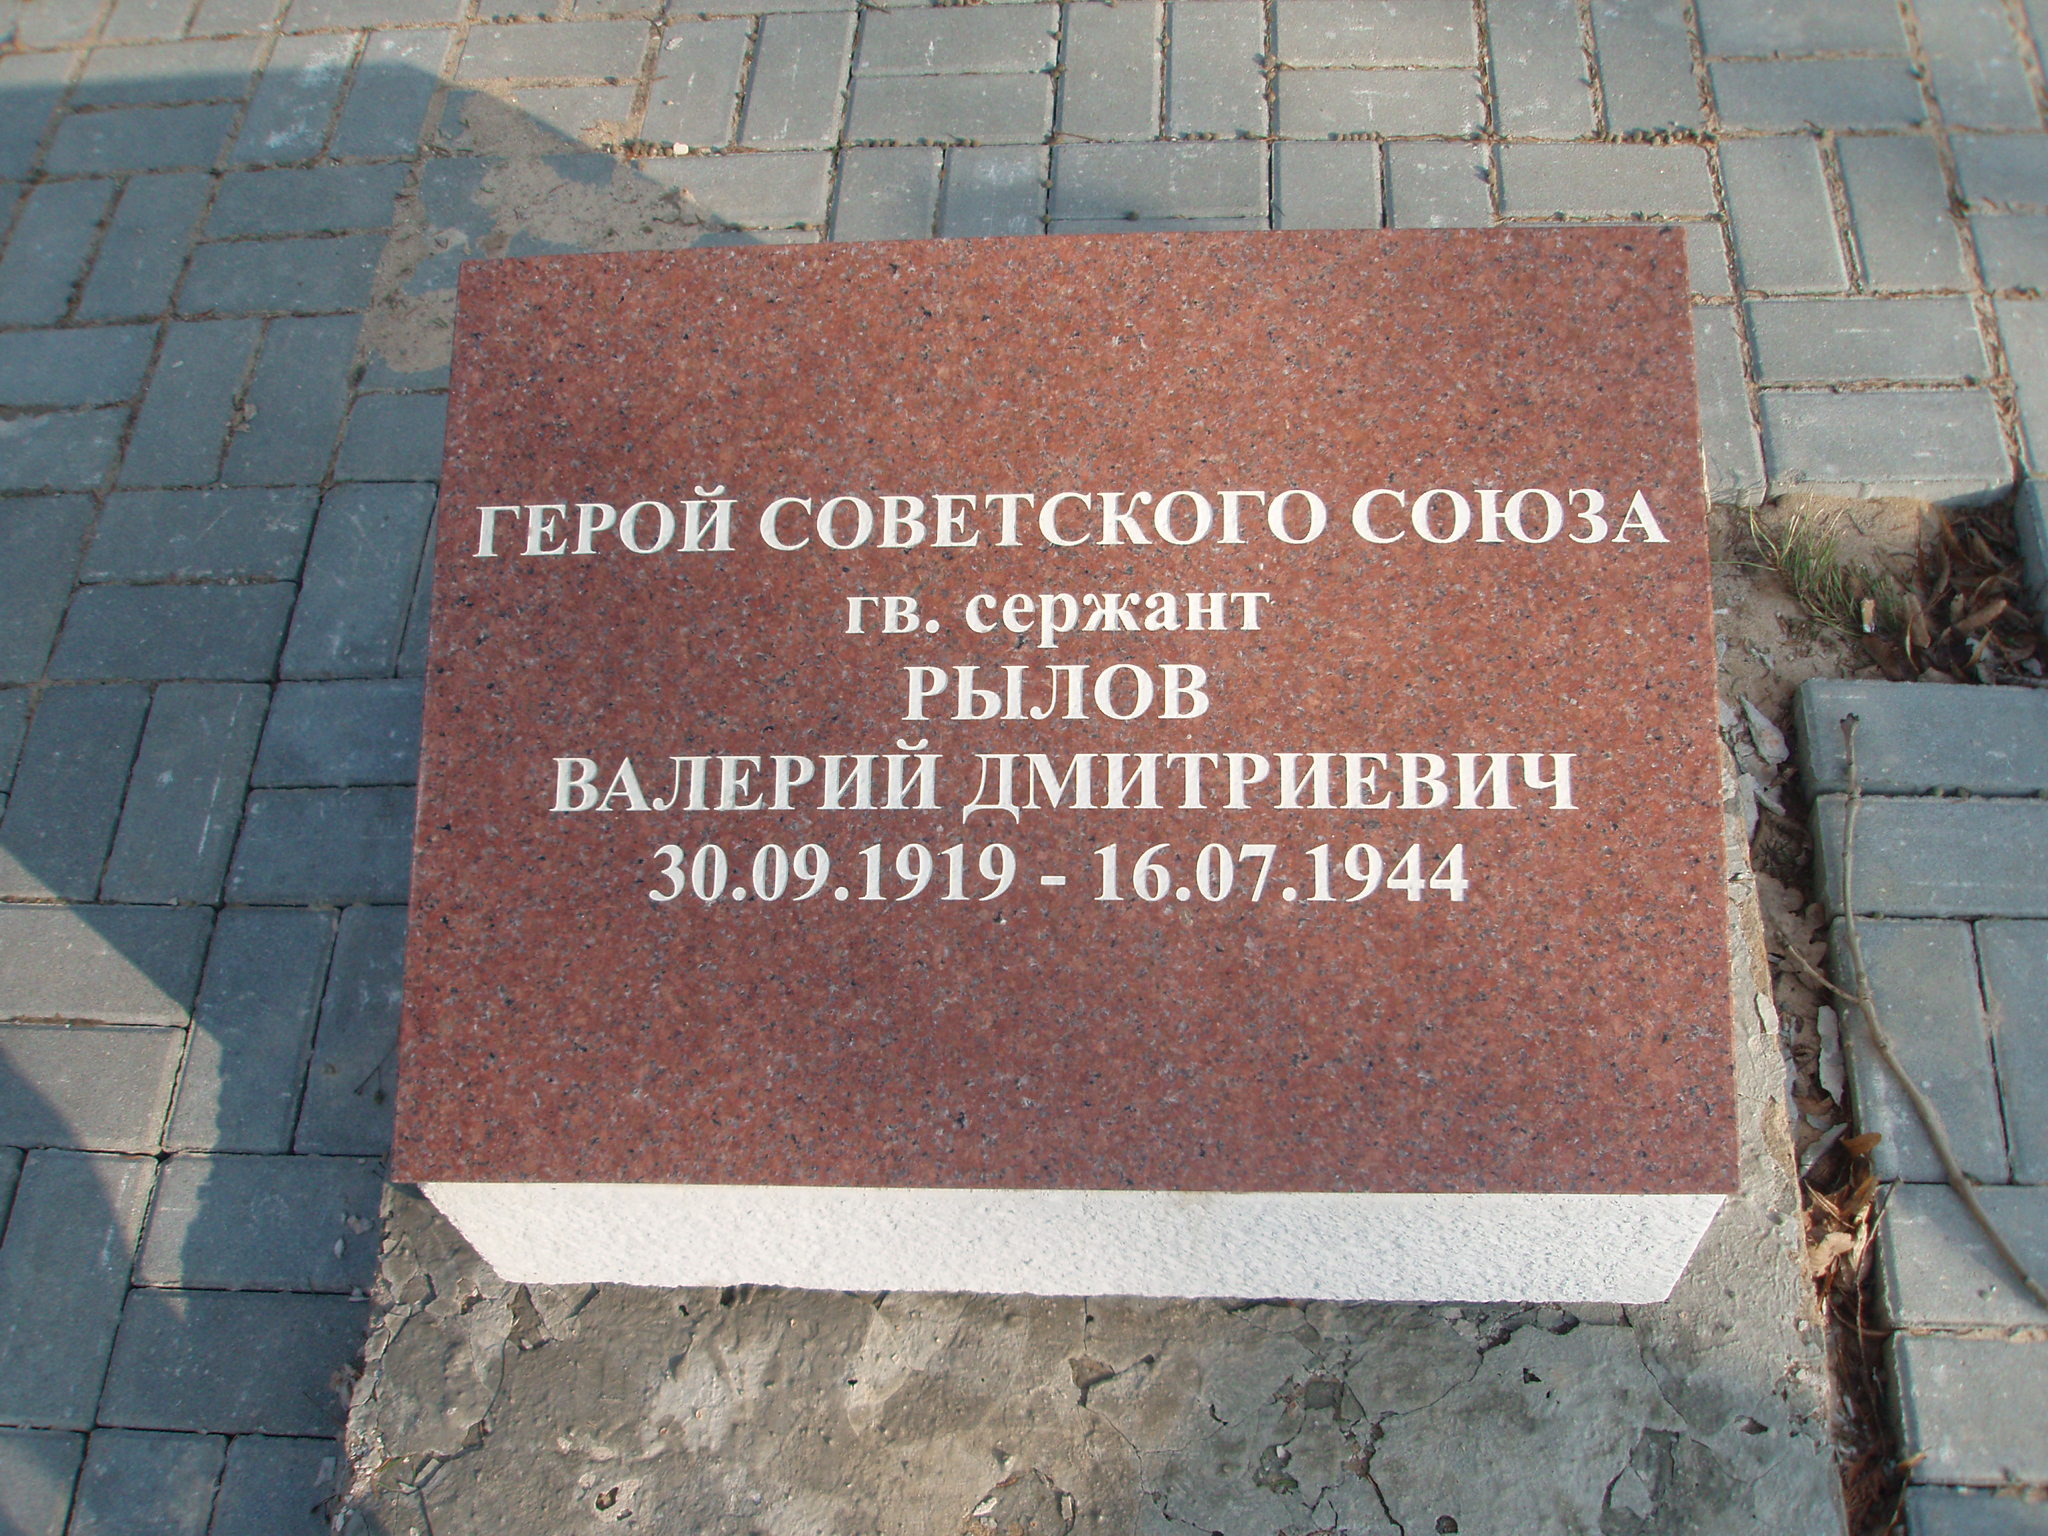 ГЕРОЙ СОВЕТСКОГО СОЮЗА
гв. сержант
РЫЛОВ
ВАЛЕРИЙ ДМИТРИЕВИЧ
30.09.1919 - 16.07.1944